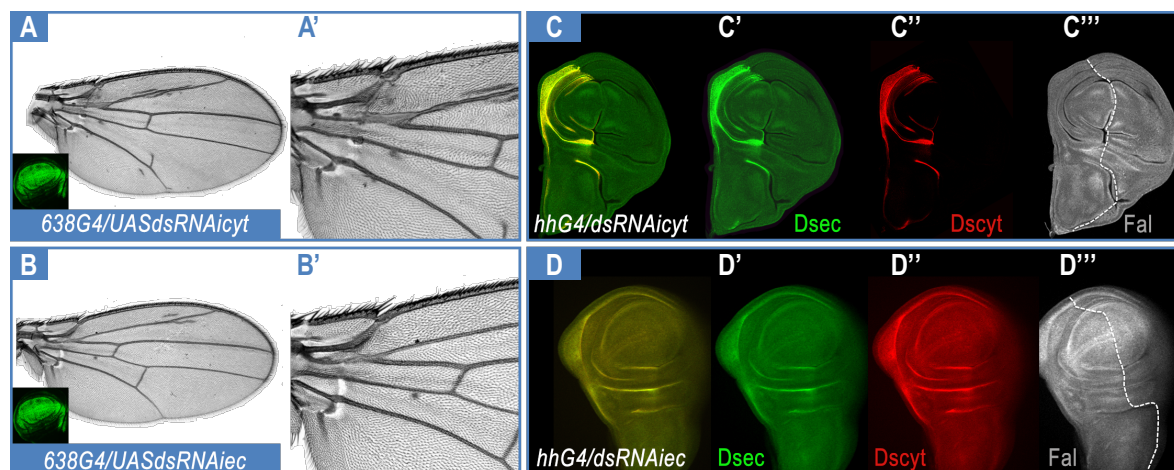 A
A’
638G4/UASdsRNAicyt
C
C’
C’’
C’’’
hhG4/dsRNAicyt
Dsec
Dscyt
Fal
B
B’
638G4/UASdsRNAiec
D
D’
D’’
D’’’
hhG4/dsRNAiec
Dsec
Dscyt
Fal